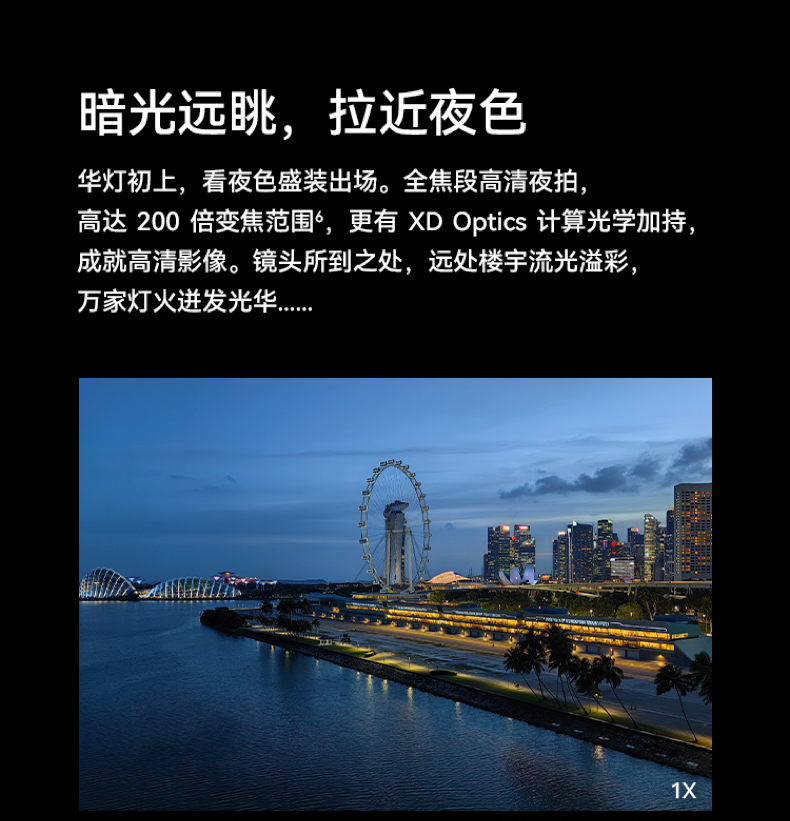 暗光远眺，拉近夜色
华灯初上，看夜色盛装出场。全焦段高清夜拍，
高达 200 倍变焦范围⁶，更有 XD Optics 计算光学加持，
成就高清影像。镜头所到之处，远处楼宇流光溢彩，
万家灯火迸发光华……
1X